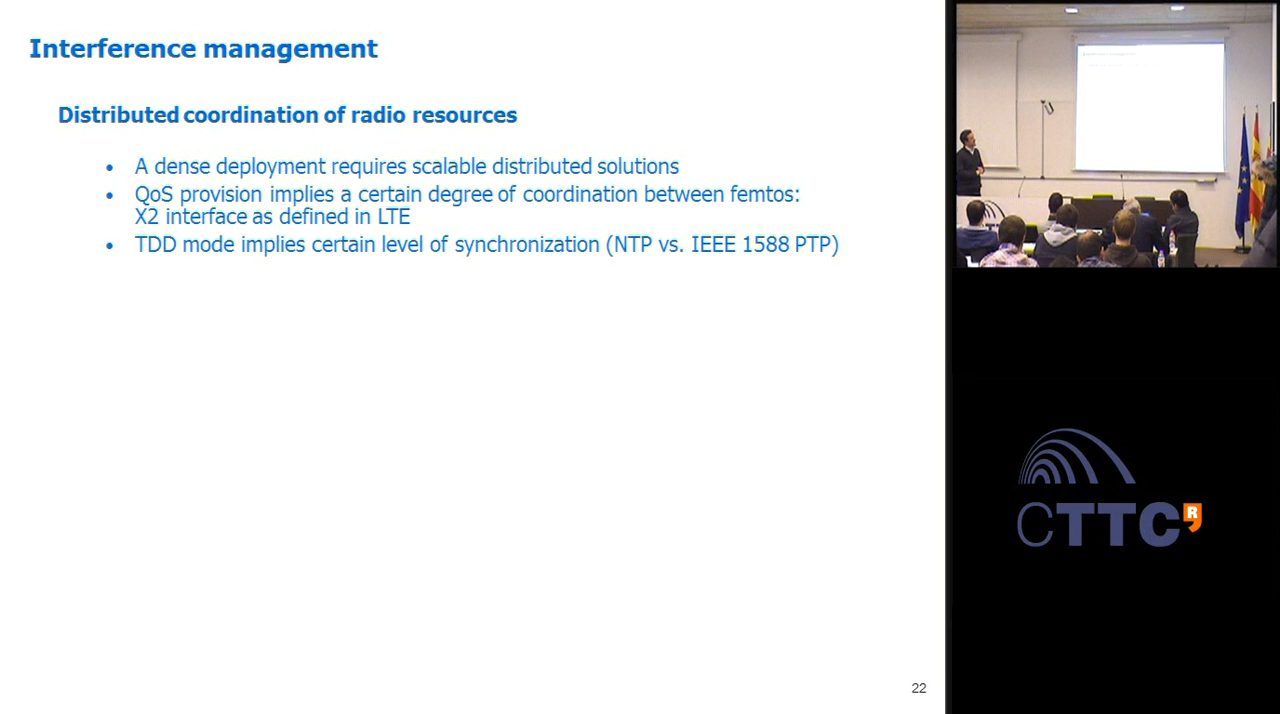 Interference management
Distributed coordination of radio resources
• A dense deployment requires scalable distributed solutions
• QoS provision implies a certain degree of coordination between femtos:
X2 interface as defined in LTE
• TDD mode implies certain level of synchronization (NTP vs. IEEE 1588 PTP)
22
CTTC R